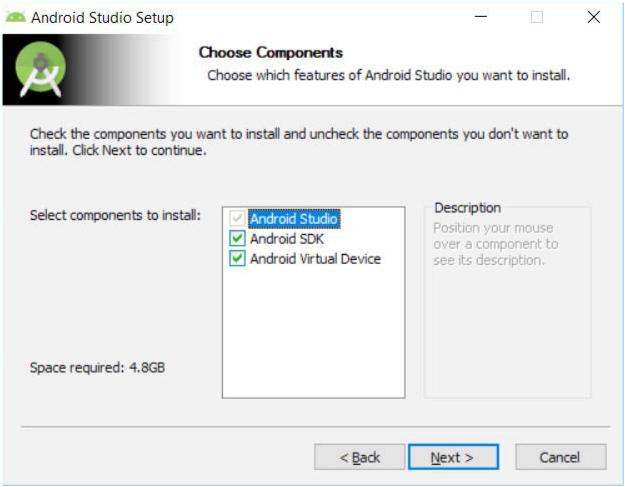 Android Studio Setup
Choose Components
Choose which features of Android Studio you want to install.
Check the components you want to install and uncheck the components you don't want to
install. Click Next to continue.
Select components to install:
Android Studio
Android SDK
Android Virtual Device
Description
Position your mouse
over a component to
see its description.
Space required: 4.8GB
< Back
Next >
Cancel